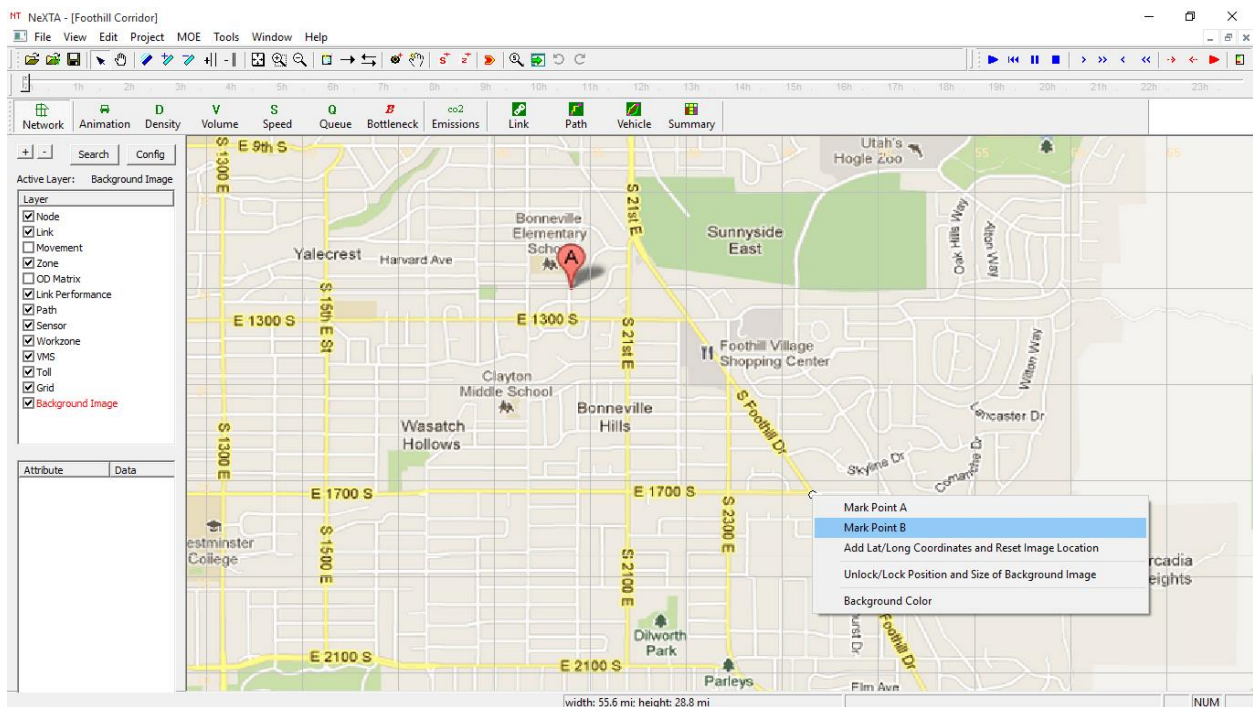 NeXTA - [Foothill Corridor]
File View Edit Project MOE Tools Window Help
1h 2h 3h 4h 5h 6h 7h 8h 9h 10h 11h 12h 13h 14h 15h 16h 17h 18h 19h 20h 21h 22h 23h
D V S Q B co2
Network Animation Density Volume Speed Queue Bottleneck Emissions Link Path Vehicle Summary
+ - Search Config
Active Layer: Background Image
Layer
Node
Link
Movement
Zone
OD Matrix
Link Performance
Path
Sensor
Workzone
VMS
Toll
Grid
Background Image
Attribute Data
S 1300 E
E 9th S
Utah's
Hogle Zoo
S 21st E
Bonneville
Elementary
School
A
Sunnyside
East
Oak Hills Way
Alton Way
Yalecrest
Harvard Ave
S 15th E St
E 1300 S
E 1300 S
S 21st E
Foothill Village
Shopping Center
Wilton Way
Clayton
Middle School
Bonneville
Hills
S Foothill Dr
Lancaster Dr
Wasatch
Hollows
S 1300 E
Skyline Dr
Comanche Dr
E 1700 S
E 1700 S
S 2300 E
Mark Point A
Mark Point B
Add Lat/Long Coordinates and Reset Image Location
Unlock/Lock Position and Size of Background Image
Background Color
estminster
College
S 1500 E
S 2100 E
rcadia
eights
Dilworth
Park
urst Dr
Foothill Dr
E 2100 S
E 2100 S
Parleys
Elm Ave
width: 55.6 mi; height: 28.8 mi
NUM